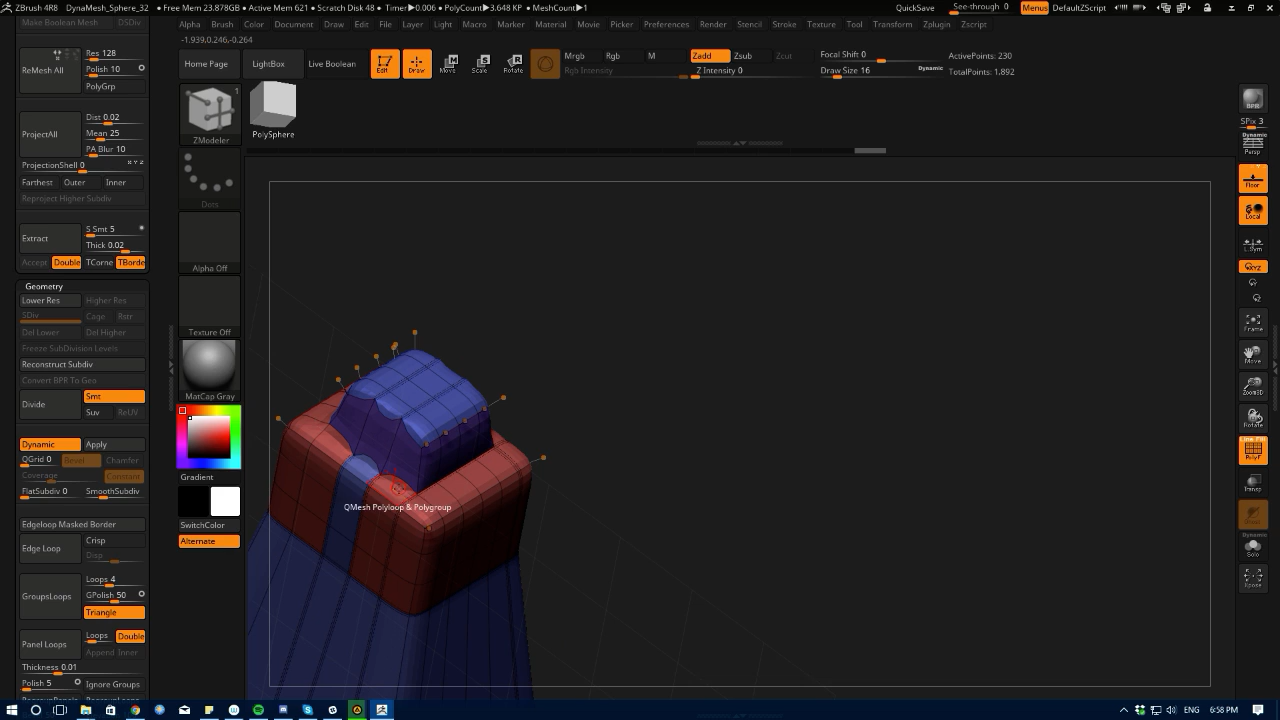 ZBrush 4R8 DynaMesh_Sphere_32 • Free Mem 23.878GB • Active Mem 621 • Scratch Disk 48 • Timer▶0.006 • PolyCount▶3.648 KP • MeshCount▶1 QuickSave See-through 0 Menus DefaultZScript
Make Boolean Mesh DSDiv
Alpha Brush Color Document Draw Edit File Layer Light Macro Marker Material Movie Picker Preferences Render Stencil Stroke Texture Tool Transform Zplugin Zscript
-1.939,0.246,-0.264
ReMesh All
Res 128
Polish 10
PolyGrp
Home Page LightBox Live Boolean Edit Draw Move Scale Rotate
Mrgb Rgb M Zadd Zsub Zcut
Rgb Intensity Z Intensity 0
Focal Shift 0
Draw Size 16 Dynamic
ActivePoints: 230
TotalPoints: 1,892
ProjectAll
Dist 0.02
Mean 25
PA Blur 10
ProjectionShell 0 X Y Z
Farthest Outer Inner
Reproject Higher Subdiv
Extract
S Smt 5
Thick 0.02
Accept Double TCorne TBorde
Geometry
Lower Res Higher Res
SDiv Cage Rstr
Del Lower Del Higher
Freeze SubDivision Levels
Reconstruct Subdiv
Convert BPR To Geo
Divide Smt
Suv ReUV
Dynamic Apply
QGrid 0 Bevel Chamfer
Coverage Constant
FlatSubdiv 0 SmoothSubdiv
Edgeloop Masked Border
Edge Loop
Crisp
Disp
GroupsLoops
Loops 4
GPolish 50
Triangle
Panel Loops
Loops Double
Append Inner
Thickness 0.01
Polish 5 Ignore Groups
1
ZModeler
PolySphere
Dots
Alpha Off
Texture Off
MatCap Gray
Gradient
SwitchColor
Alternate
QMesh Polyloop & Polygroup
BPR
SPix 3
Dynamic
Persp
Floor
Local
L.Sym
XYZ
Frame
Move
Zoom3D
Rotate
Line Fill
PolyF
Transp
Dynamic
Solo
Xpose
ENG 6:58 PM